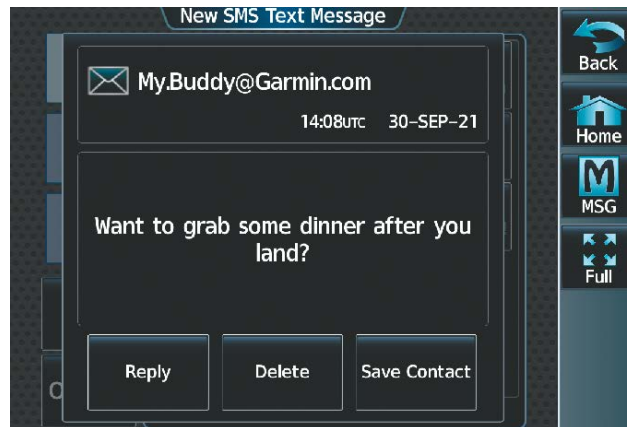 New SMS Text Message
My.Buddy@Garmin.com
14:08UTC 30-SEP-21
Want to grab some dinner after you
land?
Reply
Delete
Save Contact
Back
Home
MSG
Full